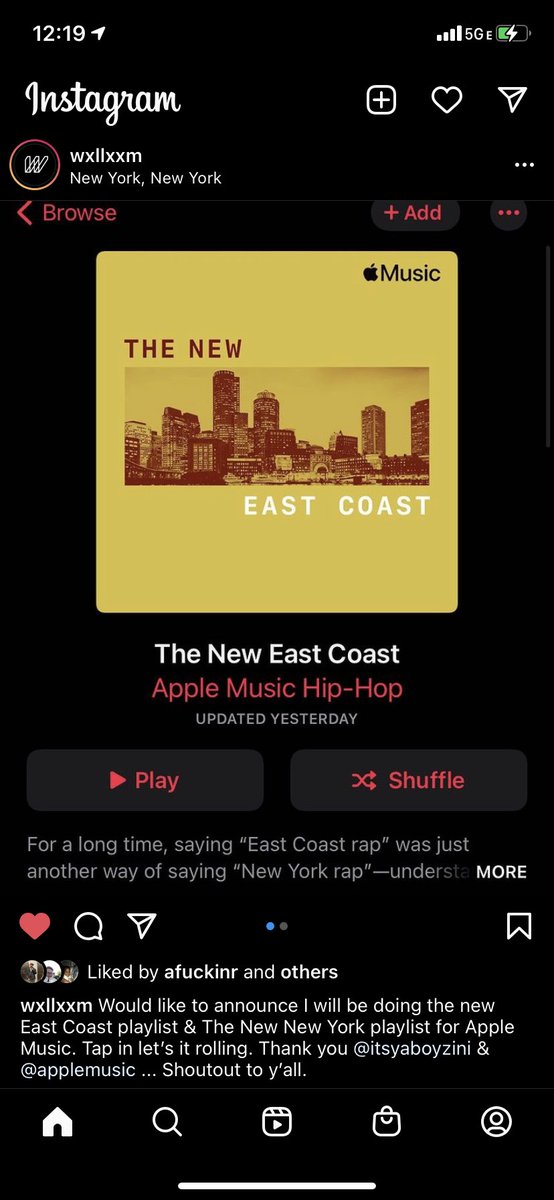 12:19
5GE
Instagram
wxllxxm
New York, New York
Browse
+ Add
Music
THE NEW
EAST COAST
The New East Coast
Apple Music Hip-Hop
UPDATED YESTERDAY
Play
Shuffle
For a long time, saying “East Coast rap” was just
another way of saying “New York rap”—understa MORE
Liked by afuckinr and others
wxllxxm Would like to announce I will be doing the new
East Coast playlist & The New New York playlist for Apple
Music. Tap in let’s it rolling. Thank you @itsyaboyzini &
@applemusic ... Shoutout to y’all.